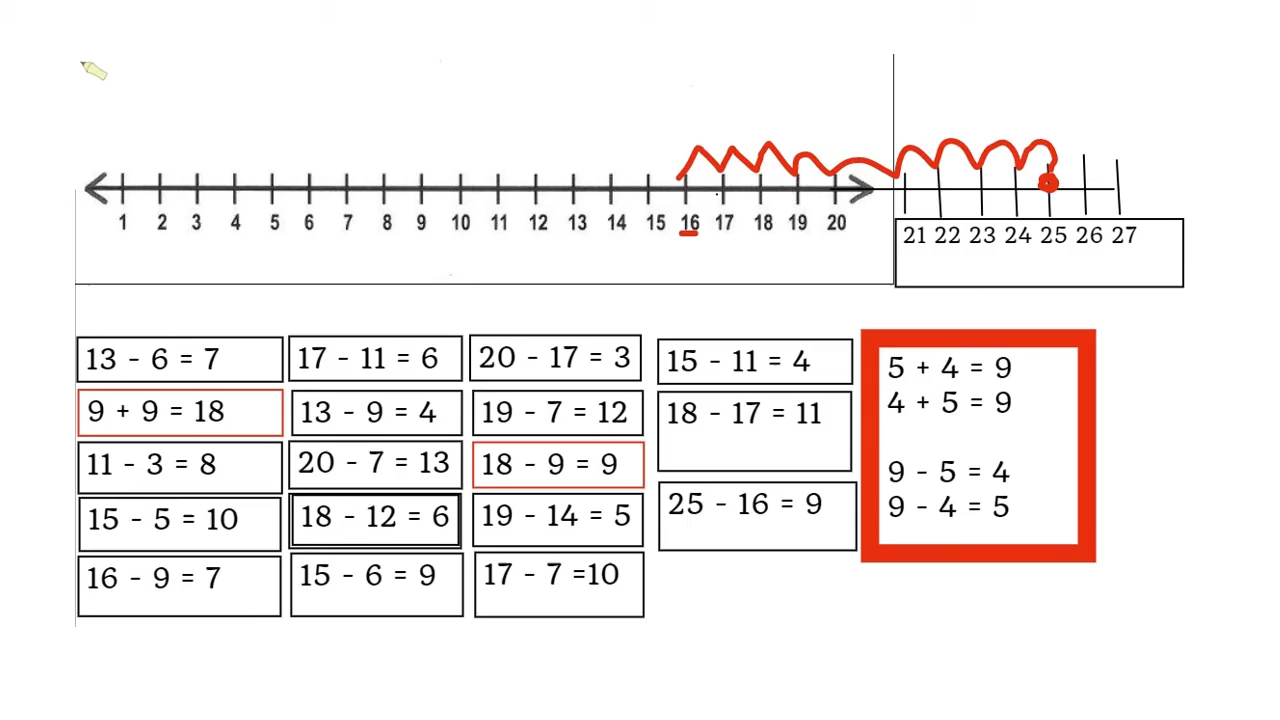 1 2 3 4 5 6 7 8 9 10 11 12 13 14 15 16 17 18 19 20
21 22 23 24 25 26 27
13 - 6 = 7
9 + 9 = 18
11 - 3 = 8
15 - 5 = 10
16 - 9 = 7
17 - 11 = 6
13 - 9 = 4
20 - 7 = 13
18 - 12 = 6
15 - 6 = 9
20 - 17 = 3
19 - 7 = 12
18 - 9 = 9
19 - 14 = 5
17 - 7 =10
15 - 11 = 4
18 - 17 = 11
25 - 16 = 9
5 + 4 = 9
4 + 5 = 9
9 - 5 = 4
9 - 4 = 5